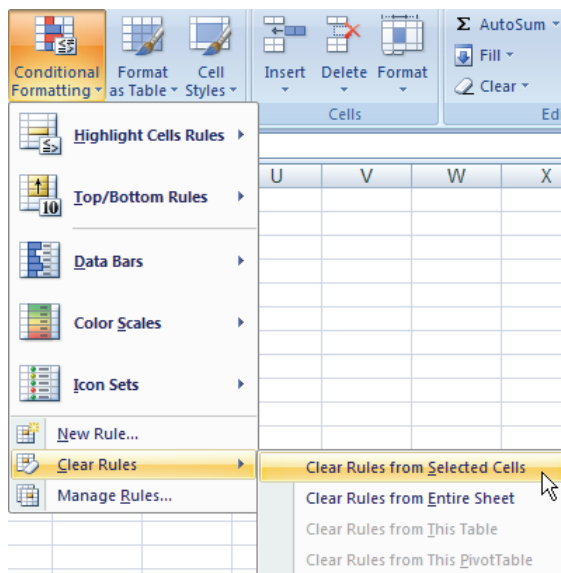 Conditional Formatting
Format as Table
Cell Styles
Insert
Delete
Format
Σ AutoSum
Fill
Clear
Cells
Ed
Highlight Cells Rules
Top/Bottom Rules
10
Data Bars
Color Scales
Icon Sets
New Rule...
Clear Rules
Manage Rules...
U V W X
Clear Rules from Selected Cells
Clear Rules from Entire Sheet
Clear Rules from This Table
Clear Rules from This PivotTable